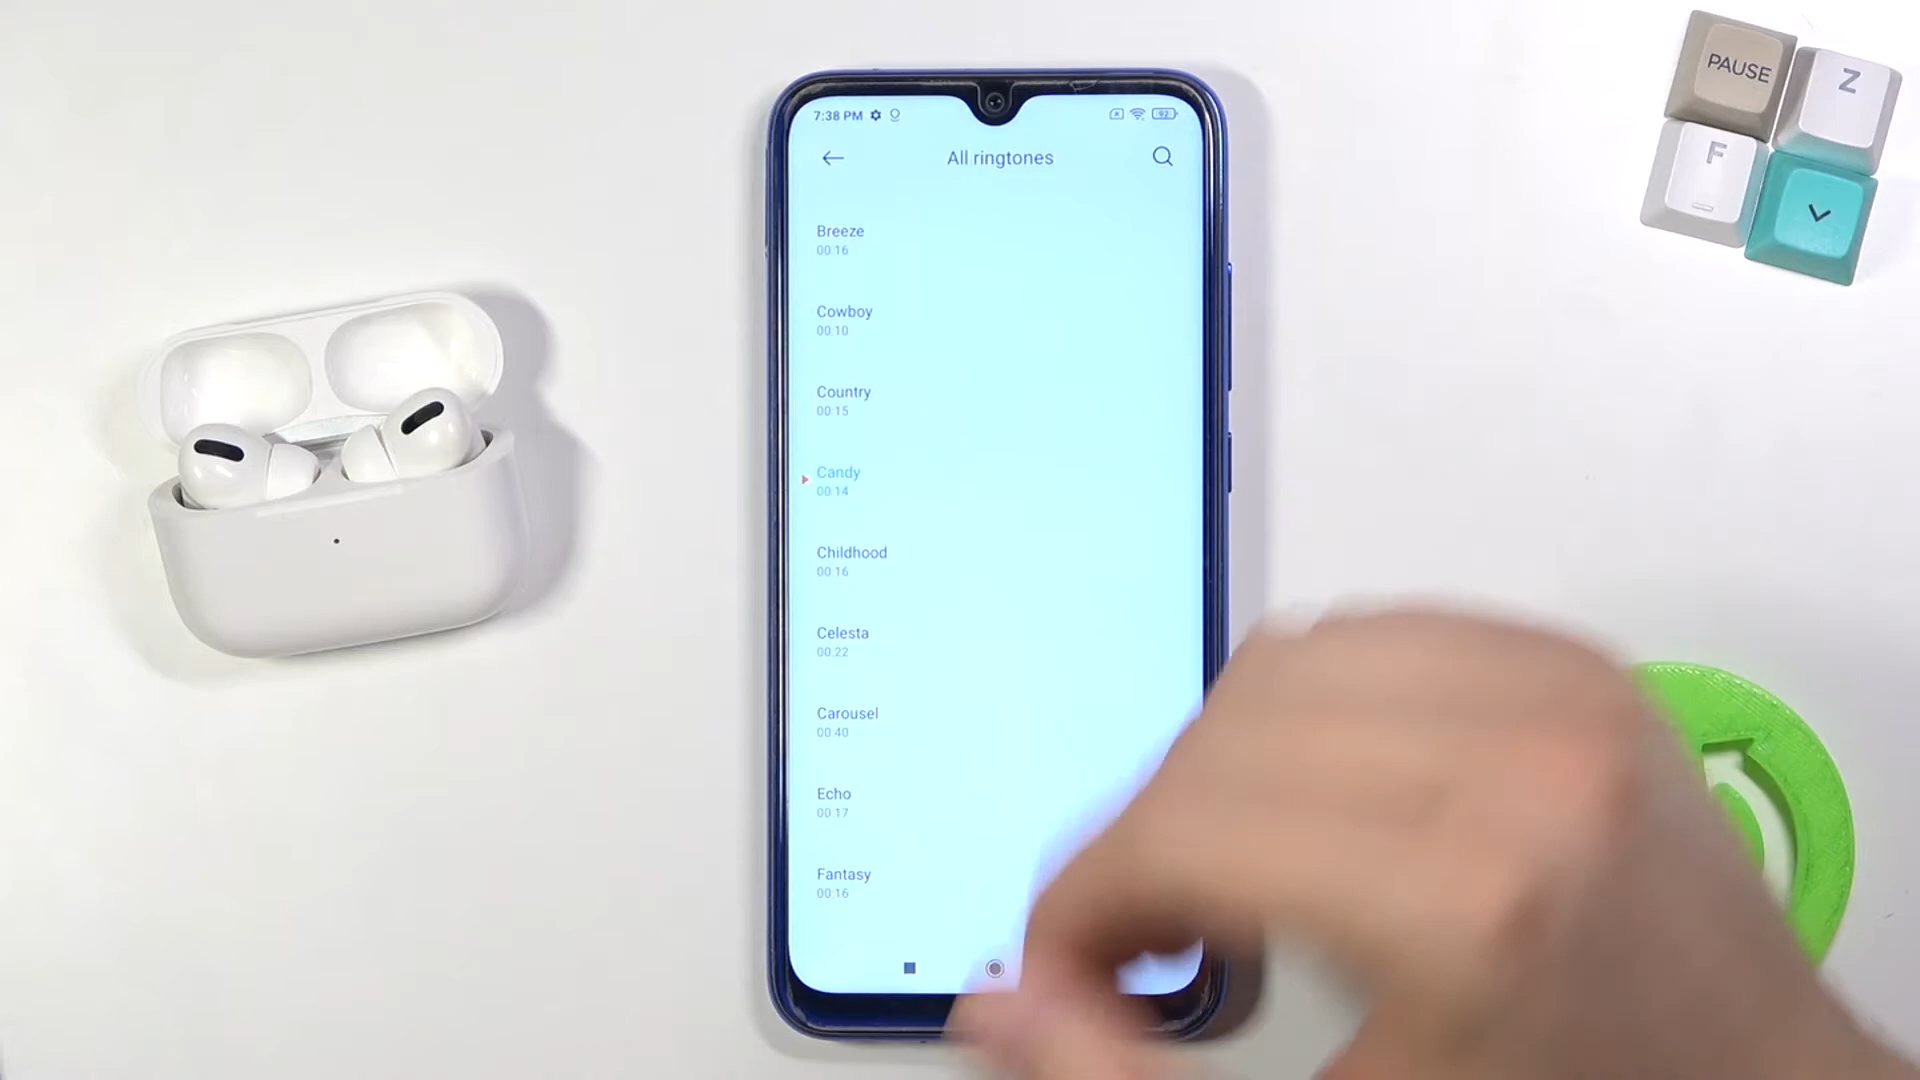 7:38 PM
92
All ringtones
Breeze
00:16
Cowboy
00:10
Country
00:15
Candy
00:14
Childhood
00:16
Celesta
00:22
Carousel
00:40
Echo
00:17
Fantasy
00:16
PAUSE
Z
F